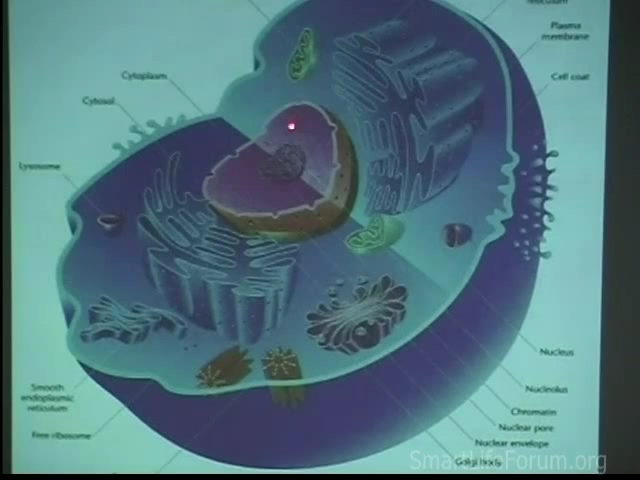 reticulum
Plasma
membrane
Cytoplasm
Cell coat
Cytosol
Lysosome
Nucleus
Smooth
endoplasmic
reticulum
Nucleolus
Chromatin
Nuclear pore
Free ribosome
Nuclear envelope
Golgi body
SmartLifeForum.org